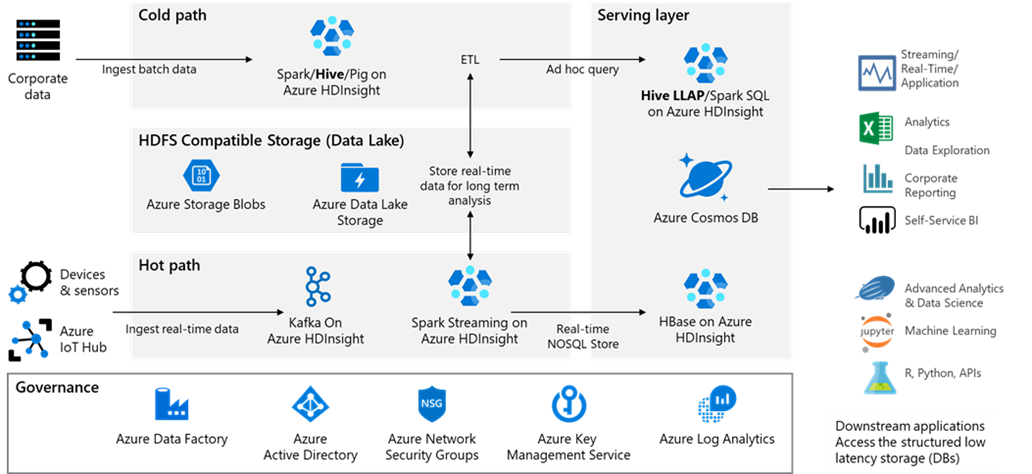 Cold path
Serving layer
Corporate
data
Ingest batch data
Spark/Hive/Pig on
Azure HDInsight
ETL
Ad hoc query
Hive LLAP/Spark SQL
on Azure HDInsight
Streaming/
Real-Time/
Application
Analytics
Data Exploration
Corporate
Reporting
Self-Service BI
HDFS Compatible Storage (Data Lake)
10
01
Azure Storage Blobs
Azure Data Lake
Storage
Store real-time
data for long term
analysis
Azure Cosmos DB
Hot path
Devices
& sensors
Azure
IoT Hub
Ingest real-time data
Kafka On
Azure HDInsight
Spark Streaming on
Azure HDInsight
Real-time
NOSQL Store
HBase on Azure
HDInsight
Advanced Analytics
& Data Science
jupyter
Machine Learning
R, Python, APIs
Downstream applications
Access the structured low
latency storage (DBs)
Governance
Azure Data Factory
Azure
Active Directory
NSG
Azure Network
Security Groups
Azure Key
Management Service
Azure Log Analytics